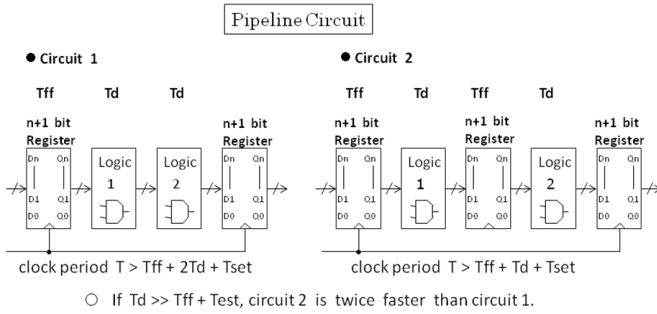 Pipeline Circuit
● Circuit 1
Tff Td Td
n+1 bit Register n+1 bit Register
Dn Qn Logic Logic Dn Qn
1 2
D1 Q1 D1 Q1
D0 Q0 D0 Q0
clock period T > Tff + 2Td + Tset
● Circuit 2
Tff Td Tff Td
n+1 bit Register n+1 bit Register n+1 bit Register
Dn Qn Logic Dn Qn Logic Dn Qn
1 2
D1 Q1 D1 Q1 D1 Q1
D0 Q0 D0 Q0 D0 Q0
clock period T > Tff + Td + Tset
○ If Td >> Tff + Test, circuit 2 is twice faster than circuit 1.